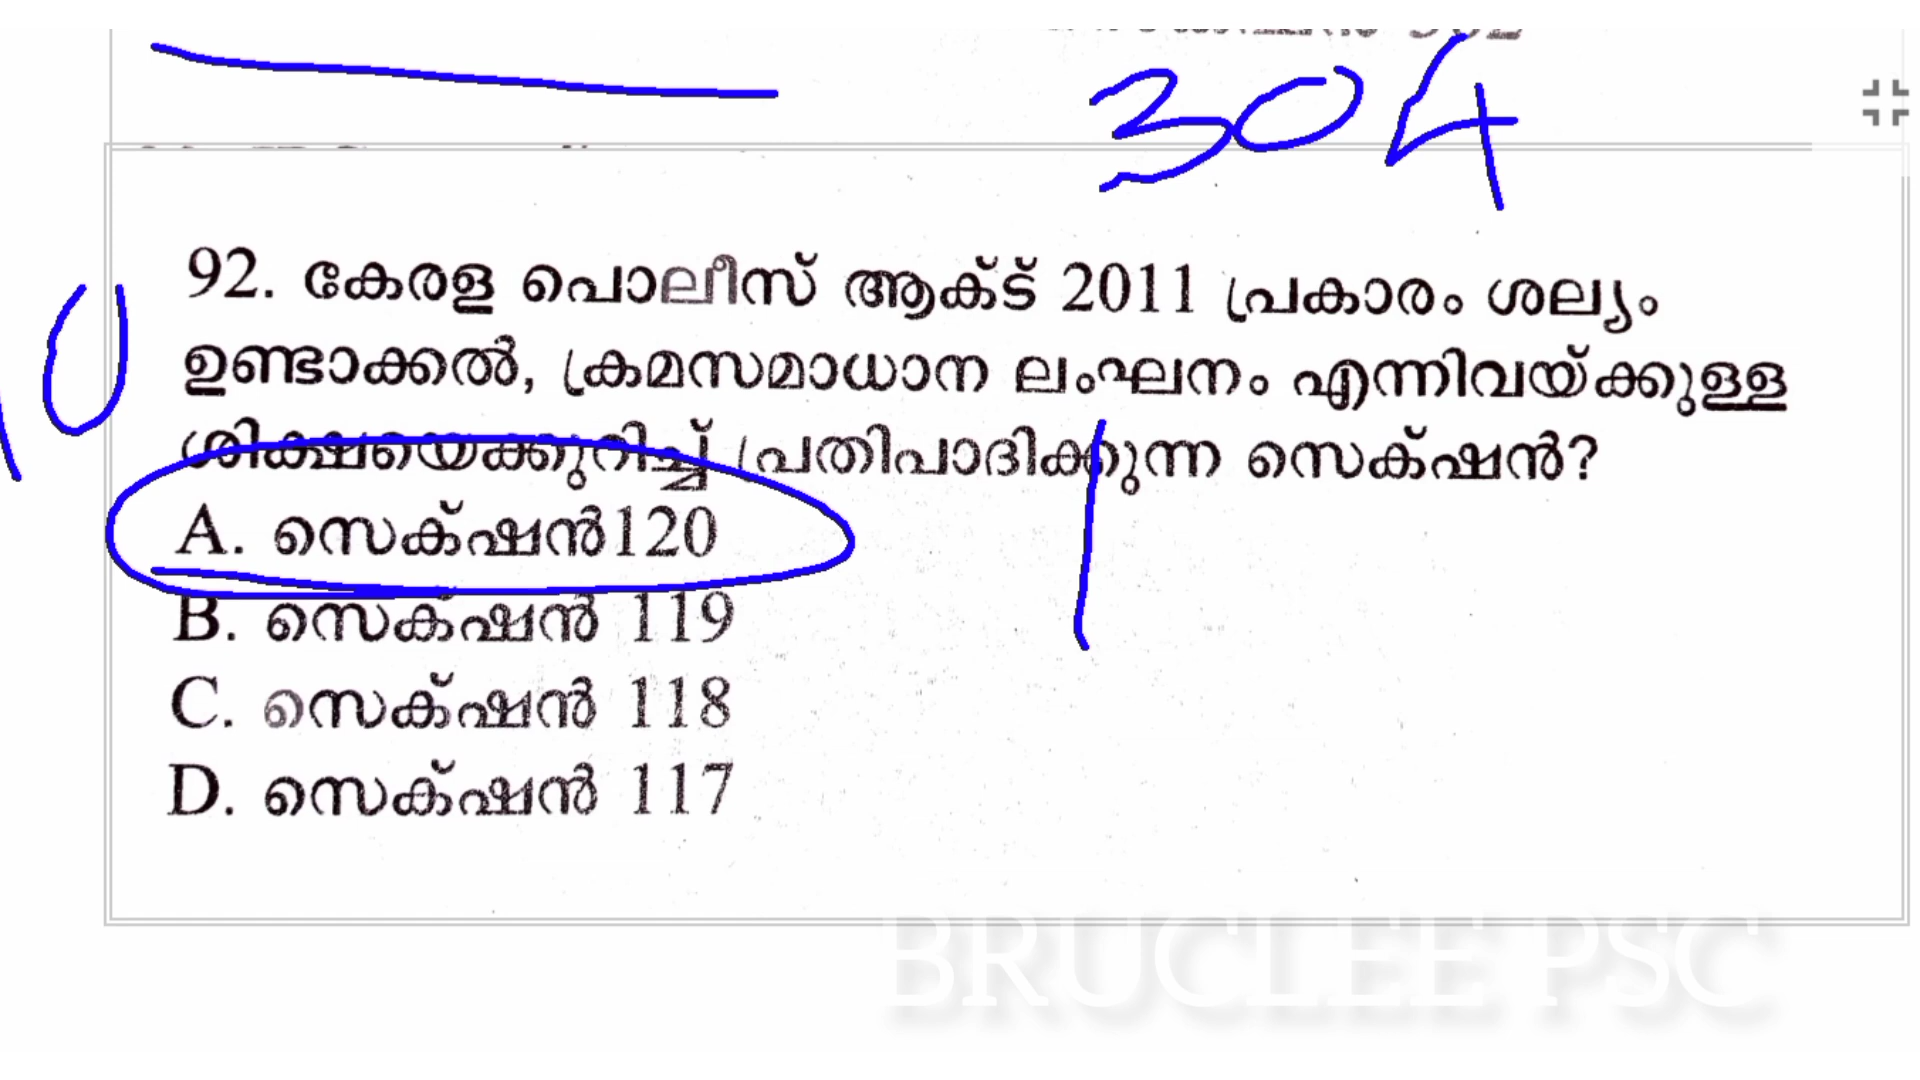 304
92. കേരള പൊലീസ് ആക്ട് 2011 പ്രകാരം ശല്യം
ഉണ്ടാക്കൽ, ക്രമസമാധാന ലംഘനം എന്നിവയ്ക്കുള്ള
ശിക്ഷയെക്കുറിച്ച് പ്രതിപാദിക്കുന്ന സെക്ഷൻ?
A. സെക്ഷൻ120
B. സെക്ഷൻ 119
C. സെക്ഷൻ 118
D. സെക്ഷൻ 117
BRUCLEE PSC